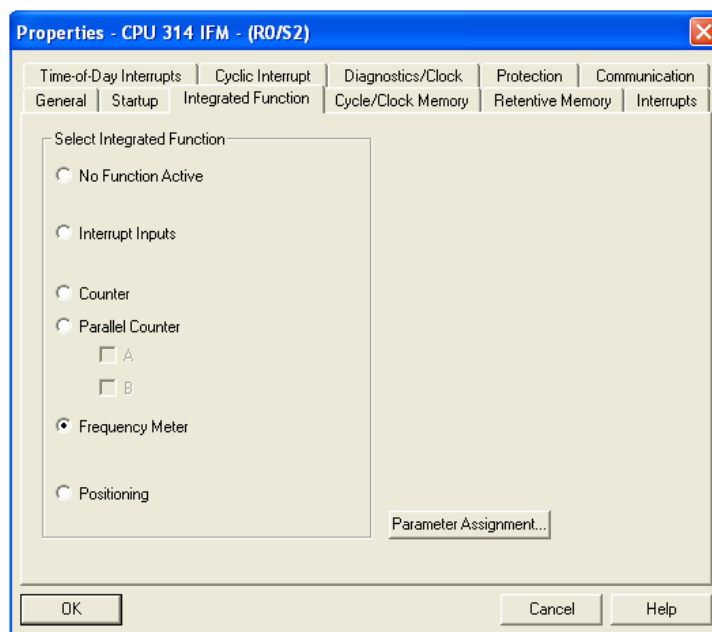 Properties - CPU 314 IFM - (R0/S2)
Time-of-Day Interrupts Cyclic Interrupt Diagnostics/Clock Protection Communication
General Startup Integrated Function Cycle/Clock Memory Retentive Memory Interrupts
Select Integrated Function
No Function Active
Interrupt Inputs
Counter
Parallel Counter
A
B
Frequency Meter
Positioning
Parameter Assignment...
OK Cancel Help